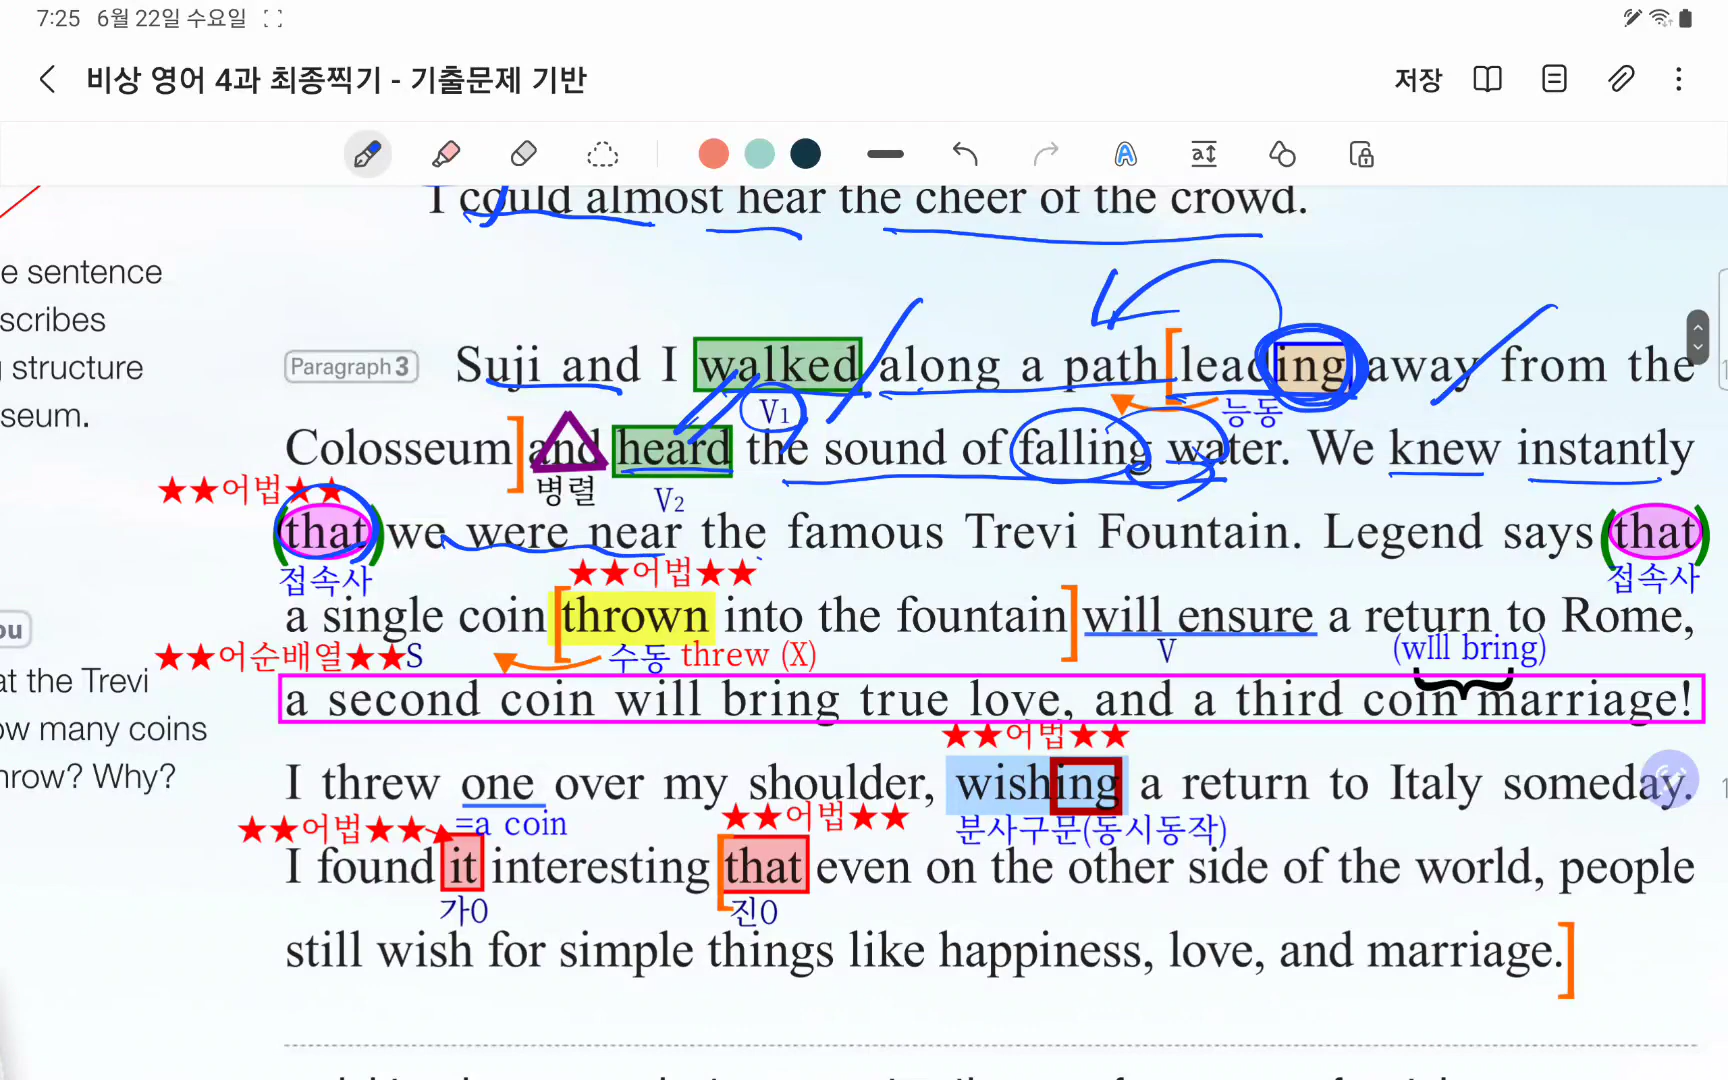 7:25 6월 22일 수요일
비상 영어 4과 최종찍기 - 기출문제 기반
저장
I could almost hear the cheer of the crowd.
e sentence
scribes
structure
seum.
Paragraph 3
Suji and I walked along a path [leading away from the
V1
능동
Colosseum] and heard the sound of falling water. We knew instantly
★★어법★★
병렬
V2
(that) we were near the famous Trevi Fountain. Legend says (that)
접속사
★★어법★★
접속사
a single coin [thrown into the fountain] will ensure a return to Rome,
★★어순배열★★
S
수동 threw (X)
V
(wIll bring)
a second coin will bring true love, and a third coin marriage!
★★어법★★
I threw one over my shoulder, wishing a return to Italy someday.
★★어법★★
=a coin
★★어법★★
분사구문(동시동작)
I found it interesting [that even on the other side of the world, people
가O
진O
still wish for simple things like happiness, love, and marriage.]
ou
at the Trevi
ow many coins
hrow? Why?